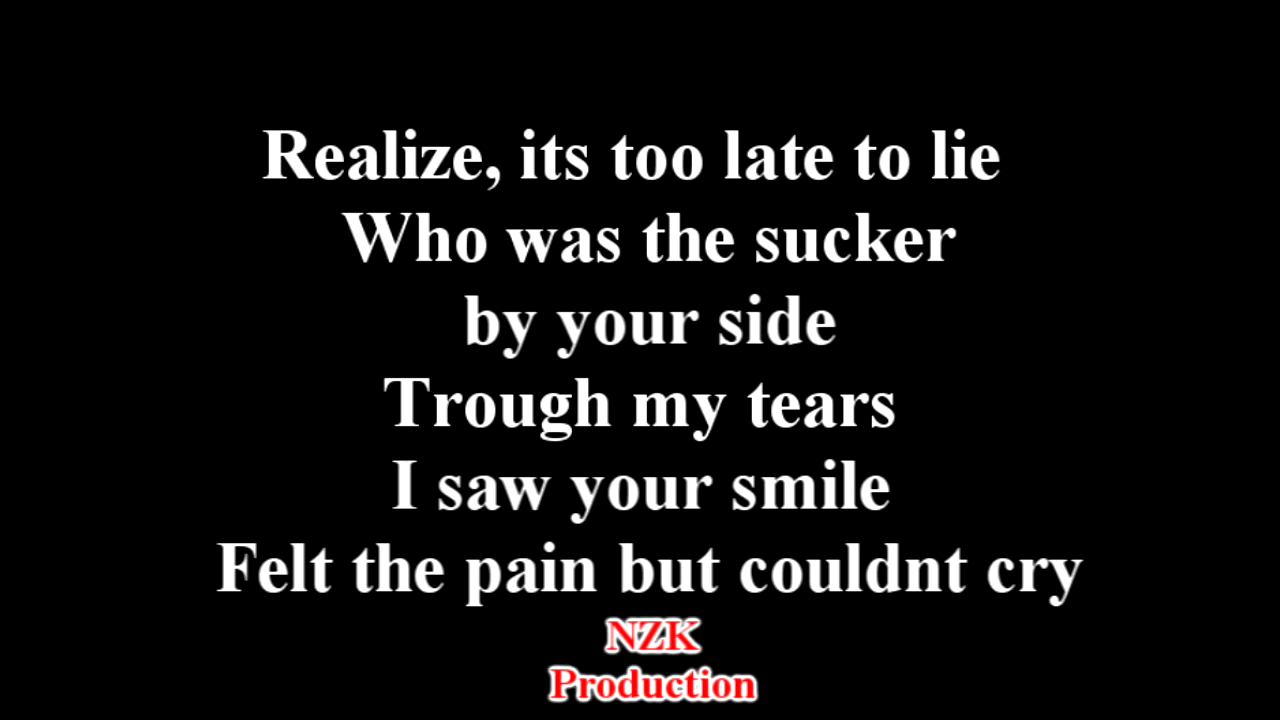 Realize, its too late to lie
Who was the sucker
by your side
Trough my tears
I saw your smile
Felt the pain but couldnt cry
NZK
Production